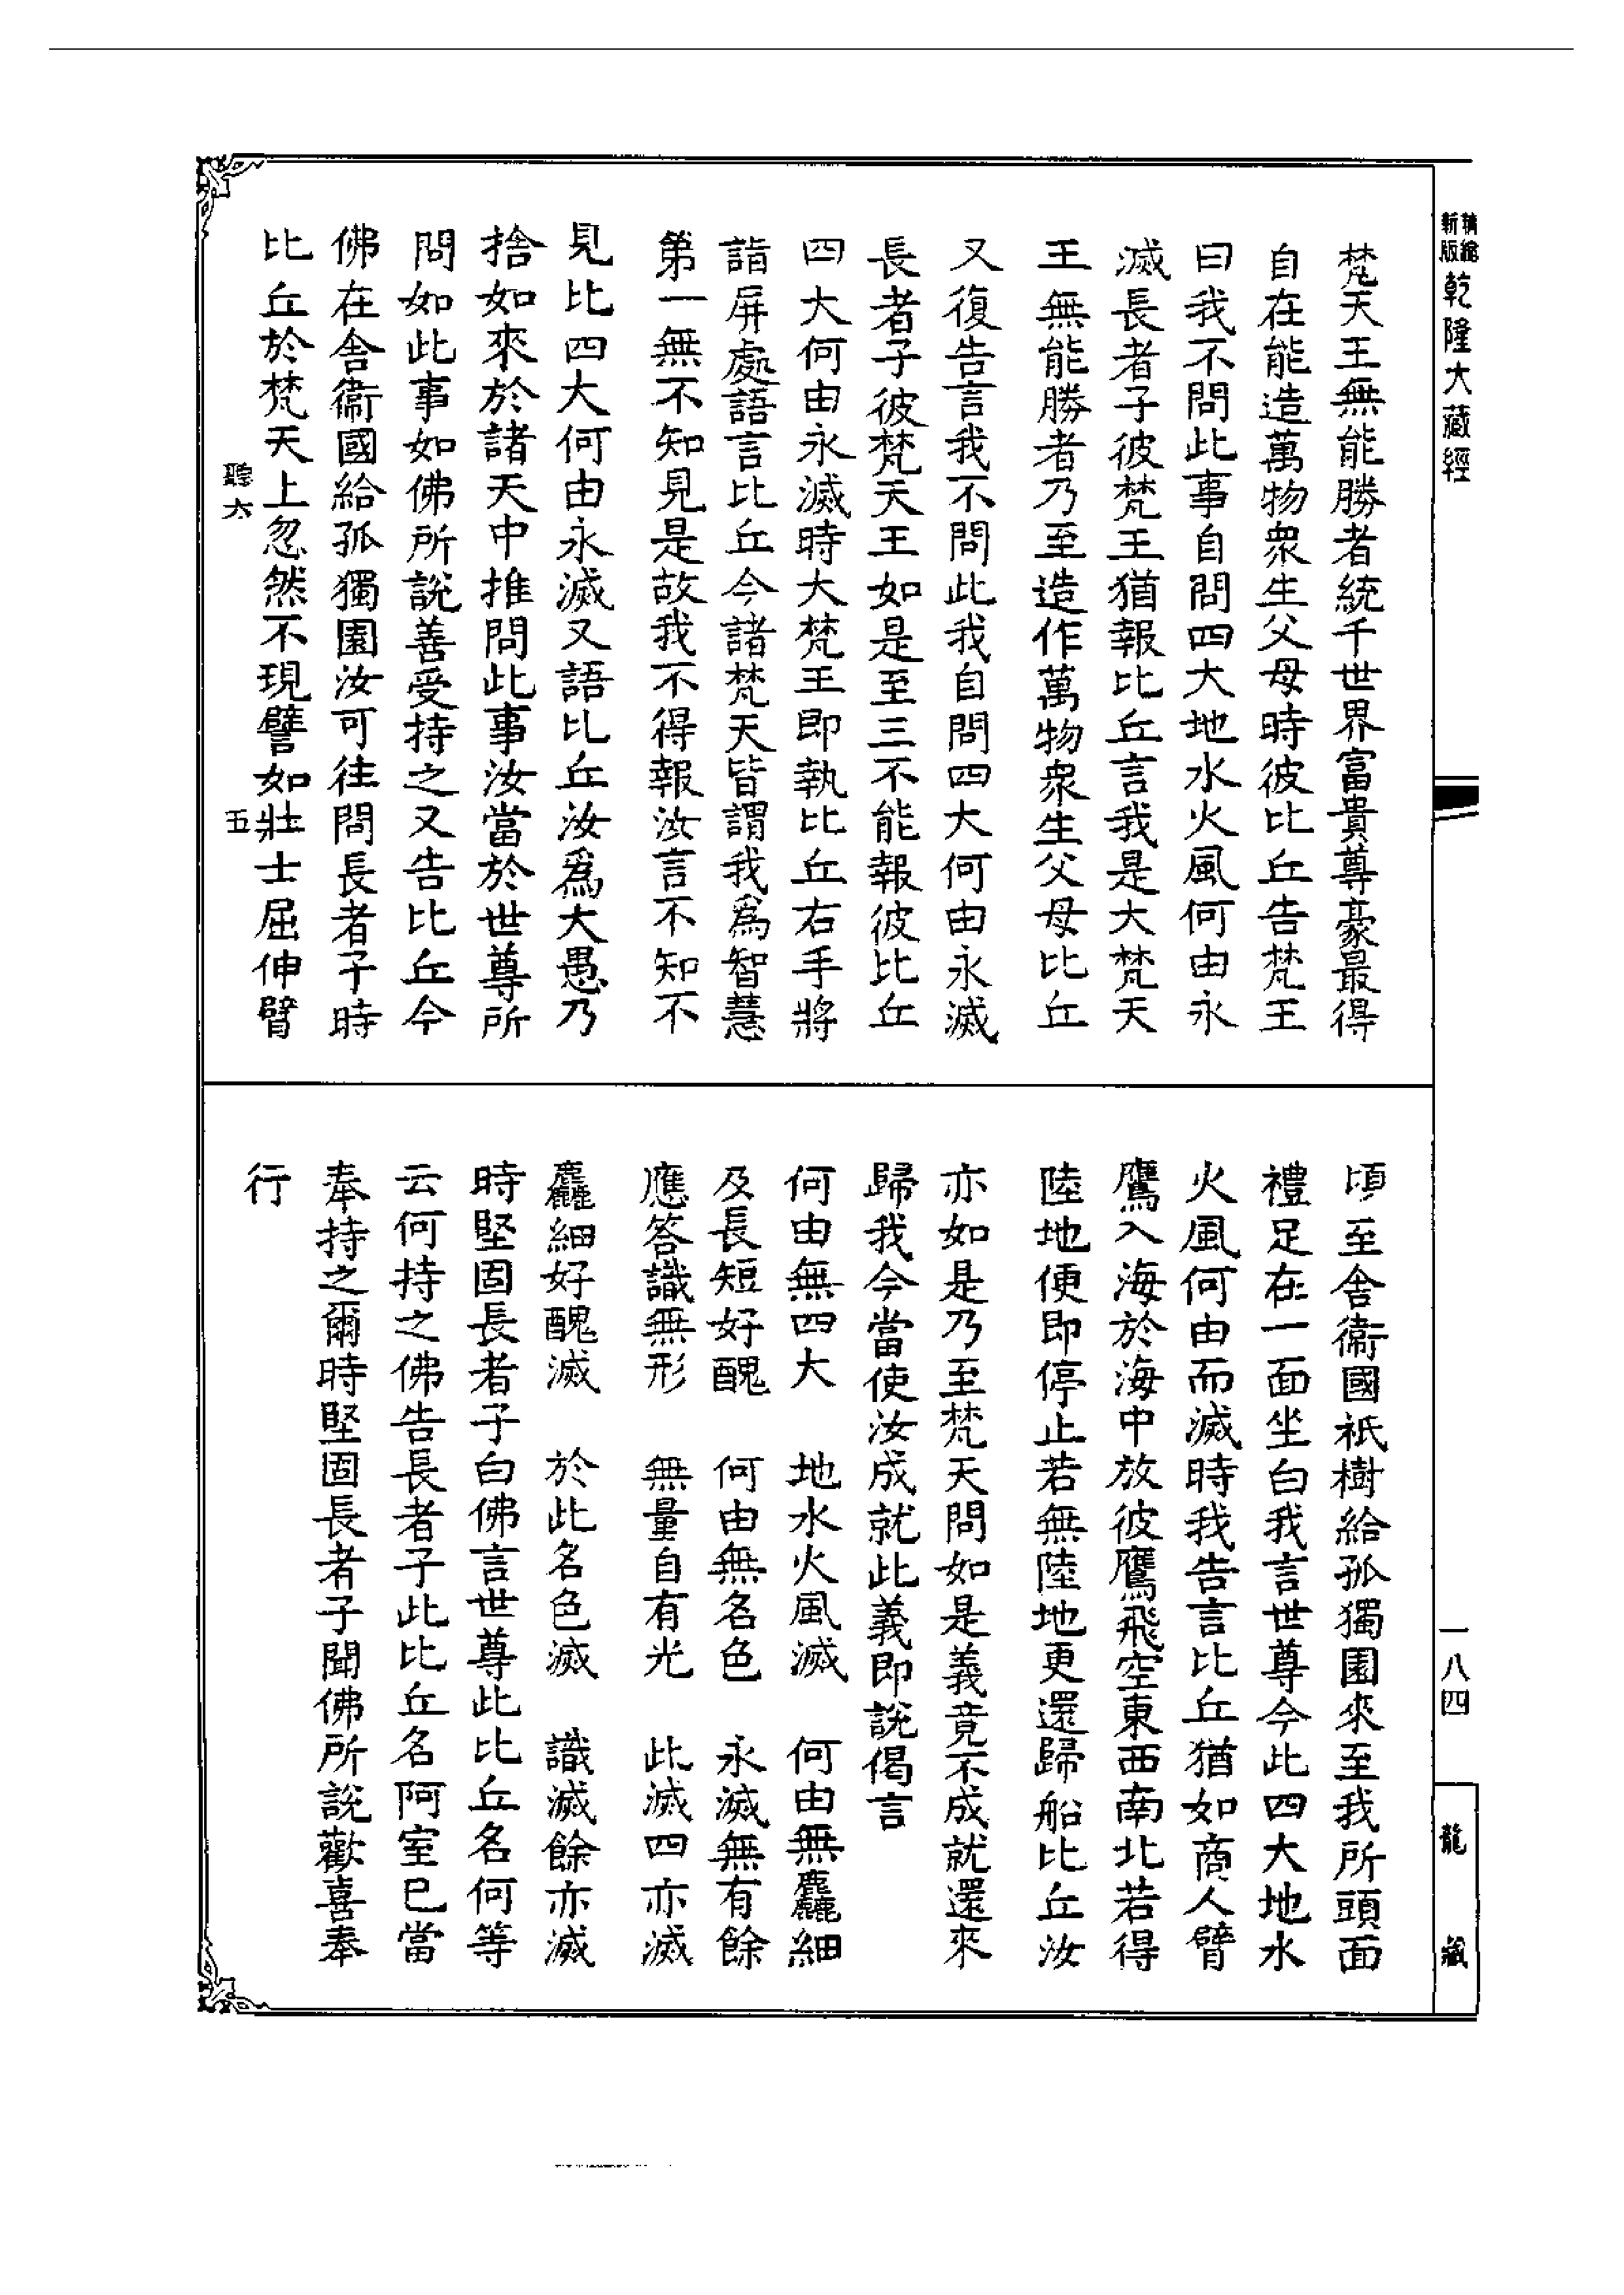 新版精縮乾隆大藏經
一八四
龍藏
梵天王無能勝者統千世界富貴尊豪最得
自在能造萬物衆生父母時彼比丘告梵王
曰我不問此事自問四大地水火風何由永
滅長者子彼梵王猶報比丘言我是大梵天
王無能勝者乃至造作萬物衆生父母比丘
又復告言我不問此我自問四大何由永滅
長者子彼梵天王如是至三不能報彼比丘
四大何由永滅時大梵王即執比丘右手將
詣屏處語言比丘今諸梵天皆謂我爲智慧
第一無不知見是故我不得報汝言不知不
見比四大何由永滅又語比丘汝爲大愚乃
捨如來於諸天中推問此事汝當於世尊所
問如此事如佛所說善受持之又告比丘今
佛在舍衞國給孤獨園汝可往問長者子時
比丘於梵天上忽然不現譬如壯士屈伸臂
聽六
五
頃至舍衞國祇樹給孤獨園來至我所頭面
禮足在一面坐白我言世尊今此四大地水
火風何由而滅時我告言比丘猶如商人臂
鷹入海於海中放彼鷹飛空東西南北若得
陸地便即停止若無陸地更還歸船比丘汝
亦如是乃至梵天問如是義竟不成就還來
歸我今當使汝成就此義即說偈言
何由無四大 地水火風滅 何由無麤細
及長短好醜 何由無名色 永滅無有餘
應答識無形 無量自有光 此滅四亦滅
麤細好醜滅 於此名色滅 識滅餘亦滅
時堅固長者子白佛言世尊此比丘名何等
云何持之佛告長者子此比丘名阿室已當
奉持之爾時堅固長者子聞佛所說歡喜奉
行